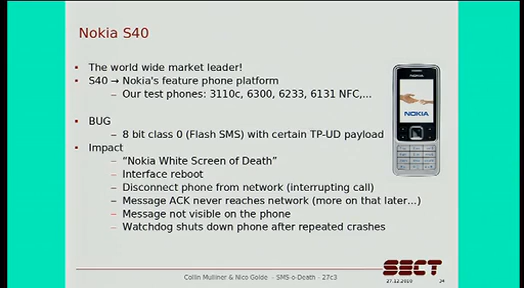 Nokia S40
The world wide market leader!
S40 → Nokia's feature phone platform
– Our test phones: 3110c, 6300, 6233, 6131 NFC,...
BUG
– 8 bit class 0 (Flash SMS) with certain TP-UD payload
Impact
– "Nokia White Screen of Death"
– Interface reboot
– Disconnect phone from network (interrupting call)
– Message ACK never reaches network (more on that later...)
– Message not visible on the phone
– Watchdog shuts down phone after repeated crashes
NOKIA
SECT
Collin Mulliner & Nico Golde - SMS-o-Death - 27c3
27.12.2010
34